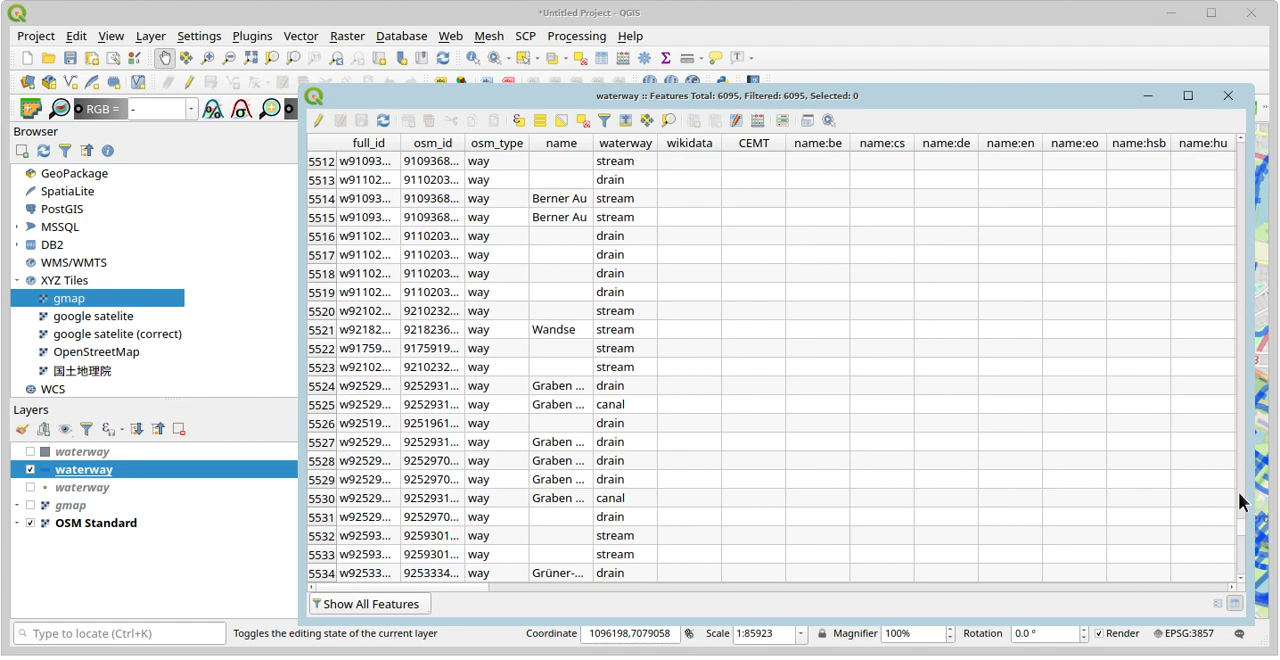 *Untitled Project - QGIS
Project Edit View Layer Settings Plugins Vector Raster Database Web Mesh SCP Processing Help
RGB = -
waterway :: Features Total: 6095, Filtered: 6095, Selected: 0
Browser
GeoPackage
SpatiaLite
PostGIS
MSSQL
DB2
WMS/WMTS
XYZ Tiles
gmap
google satelite
google satelite (correct)
OpenStreetMap
国土地理院
WCS
Layers
waterway
waterway
waterway
gmap
OSM Standard
full_id osm_id osm_type name waterway wikidata CEMT name:be name:cs name:de name:en name:eo name:hsb name:hu
5512 w91093... 9109368... way stream
5513 w91102... 9110203... way drain
5514 w91093... 9109368... way Berner Au stream
5515 w91093... 9109368... way Berner Au stream
5516 w91102... 9110203... way drain
5517 w91102... 9110203... way drain
5518 w91102... 9110203... way drain
5519 w91102... 9110203... way drain
5520 w92102... 9210232... way stream
5521 w92182... 9218236... way Wandse stream
5522 w91759... 9175919... way stream
5523 w92102... 9210232... way stream
5524 w92529... 9252931... way Graben ... drain
5525 w92529... 9252931... way Graben ... canal
5526 w92519... 9251961... way drain
5527 w92529... 9252931... way Graben ... drain
5528 w92529... 9252970... way Graben ... drain
5529 w92529... 9252970... way Graben ... drain
5530 w92529... 9252931... way Graben ... canal
5531 w92529... 9252970... way drain
5532 w92593... 9259301... way stream
5533 w92593... 9259301... way stream
5534 w92533... 9253334... way Grüner-... drain
Show All Features
Type to locate (Ctrl+K) Toggles the editing state of the current layer Coordinate 1096198,7079058 Scale 1:85923 Magnifier 100% Rotation 0.0 ° Render EPSG:3857